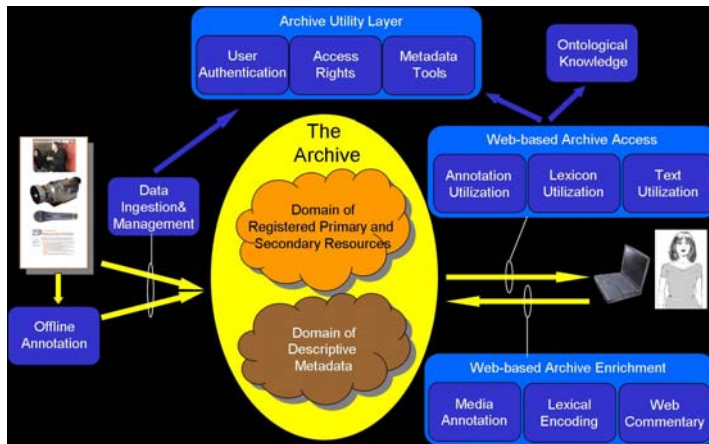 Archive Utility Layer
User
Authentication
Access
Rights
Metadata
Tools
Ontological
Knowledge
The
Archive
Web-based Archive Access
Annotation
Utilization
Lexicon
Utilization
Text
Utilization
Data
Ingestion&
Management
Domain of
Registered Primary and
Secondary Resources
Offline
Annotation
Domain of
Descriptive
Metadata
Web-based Archive Enrichment
Media
Annotation
Lexical
Encoding
Web
Commentary